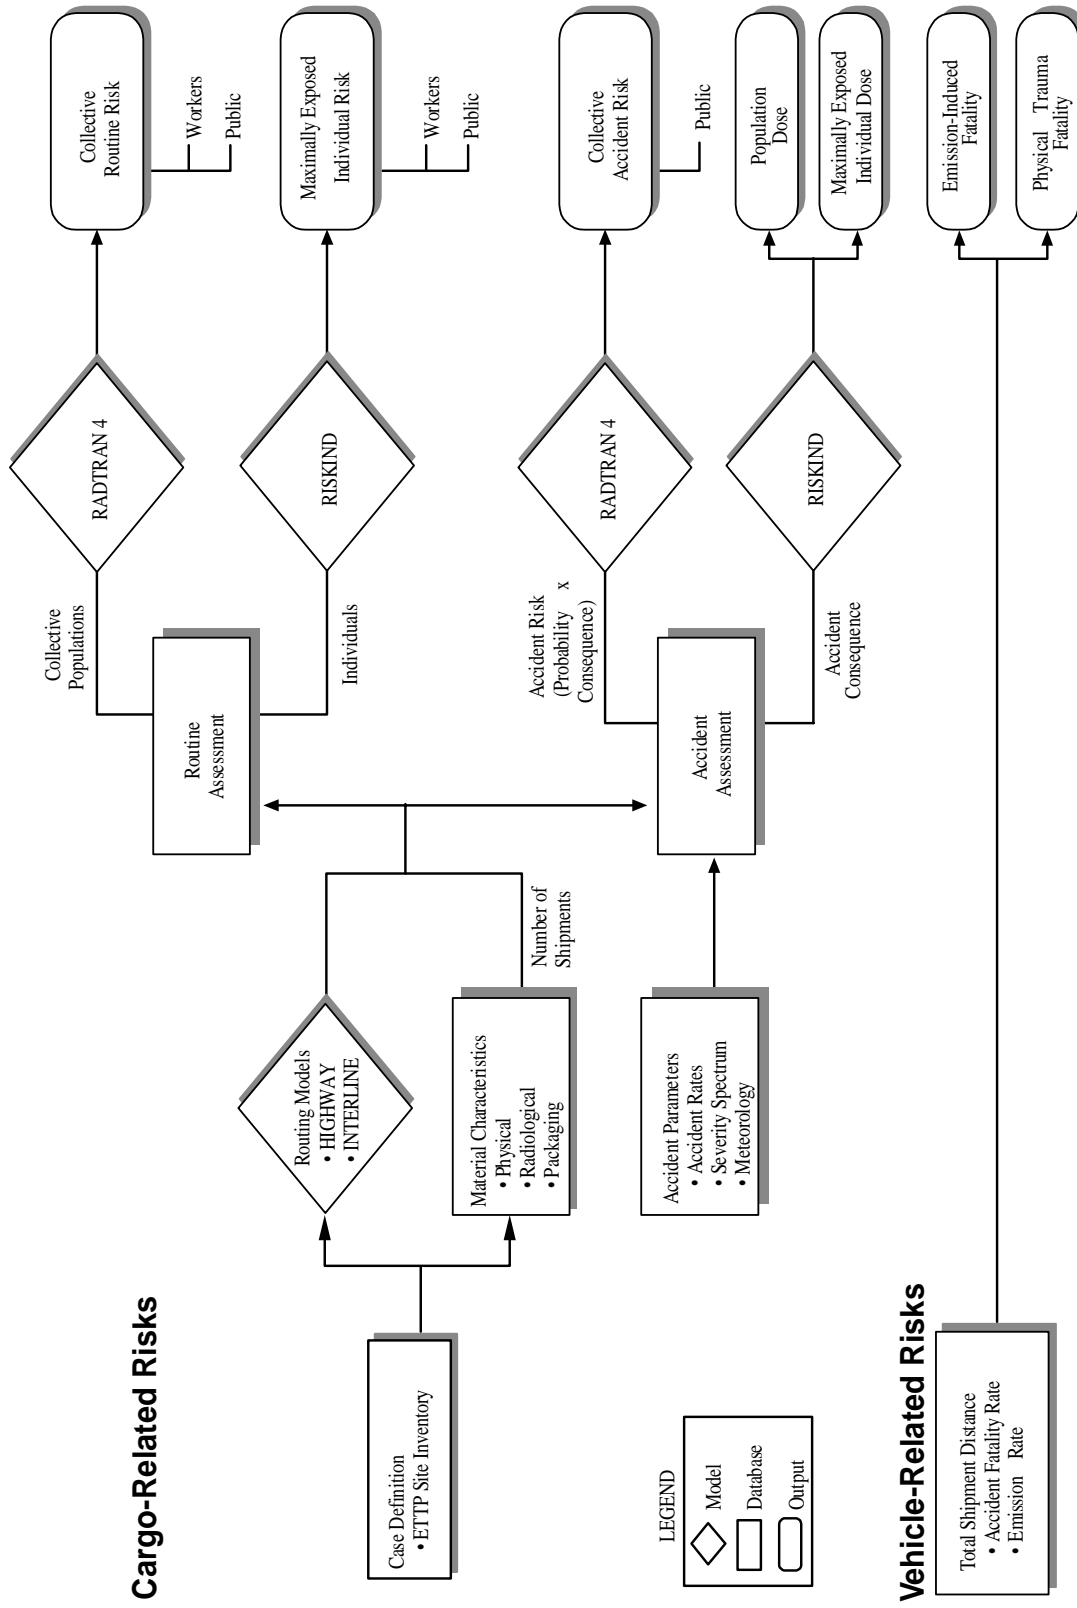 Cargo-Related Risks
Case Definition
• ETTP Site Inventory
Routing Models
• HIGHWAY
• INTERLINE
Material Characteristics
• Physical
• Radiological
• Packaging
Number of
Shipments
Accident Parameters
• Accident Rates
• Severity Spectrum
• Meteorology
Routine
Assessment
Collective
Populations
Individuals
Accident
Assessment
Accident Risk
(Probability x
Consequence)
Accident
Consequence
RADTRAN 4
RISKIND
RADTRAN 4
RISKIND
Collective
Routine Risk
Workers
Public
Maximally Exposed
Individual Risk
Workers
Public
Collective
Accident Risk
Public
Population
Dose
Maximally Exposed
Individual Dose
LEGEND
Model
Database
Output
Vehicle-Related Risks
Total Shipment Distance
• Accident Fatality Rate
• Emission Rate
Emission-Induced
Fatality
Physical Trauma
Fatality